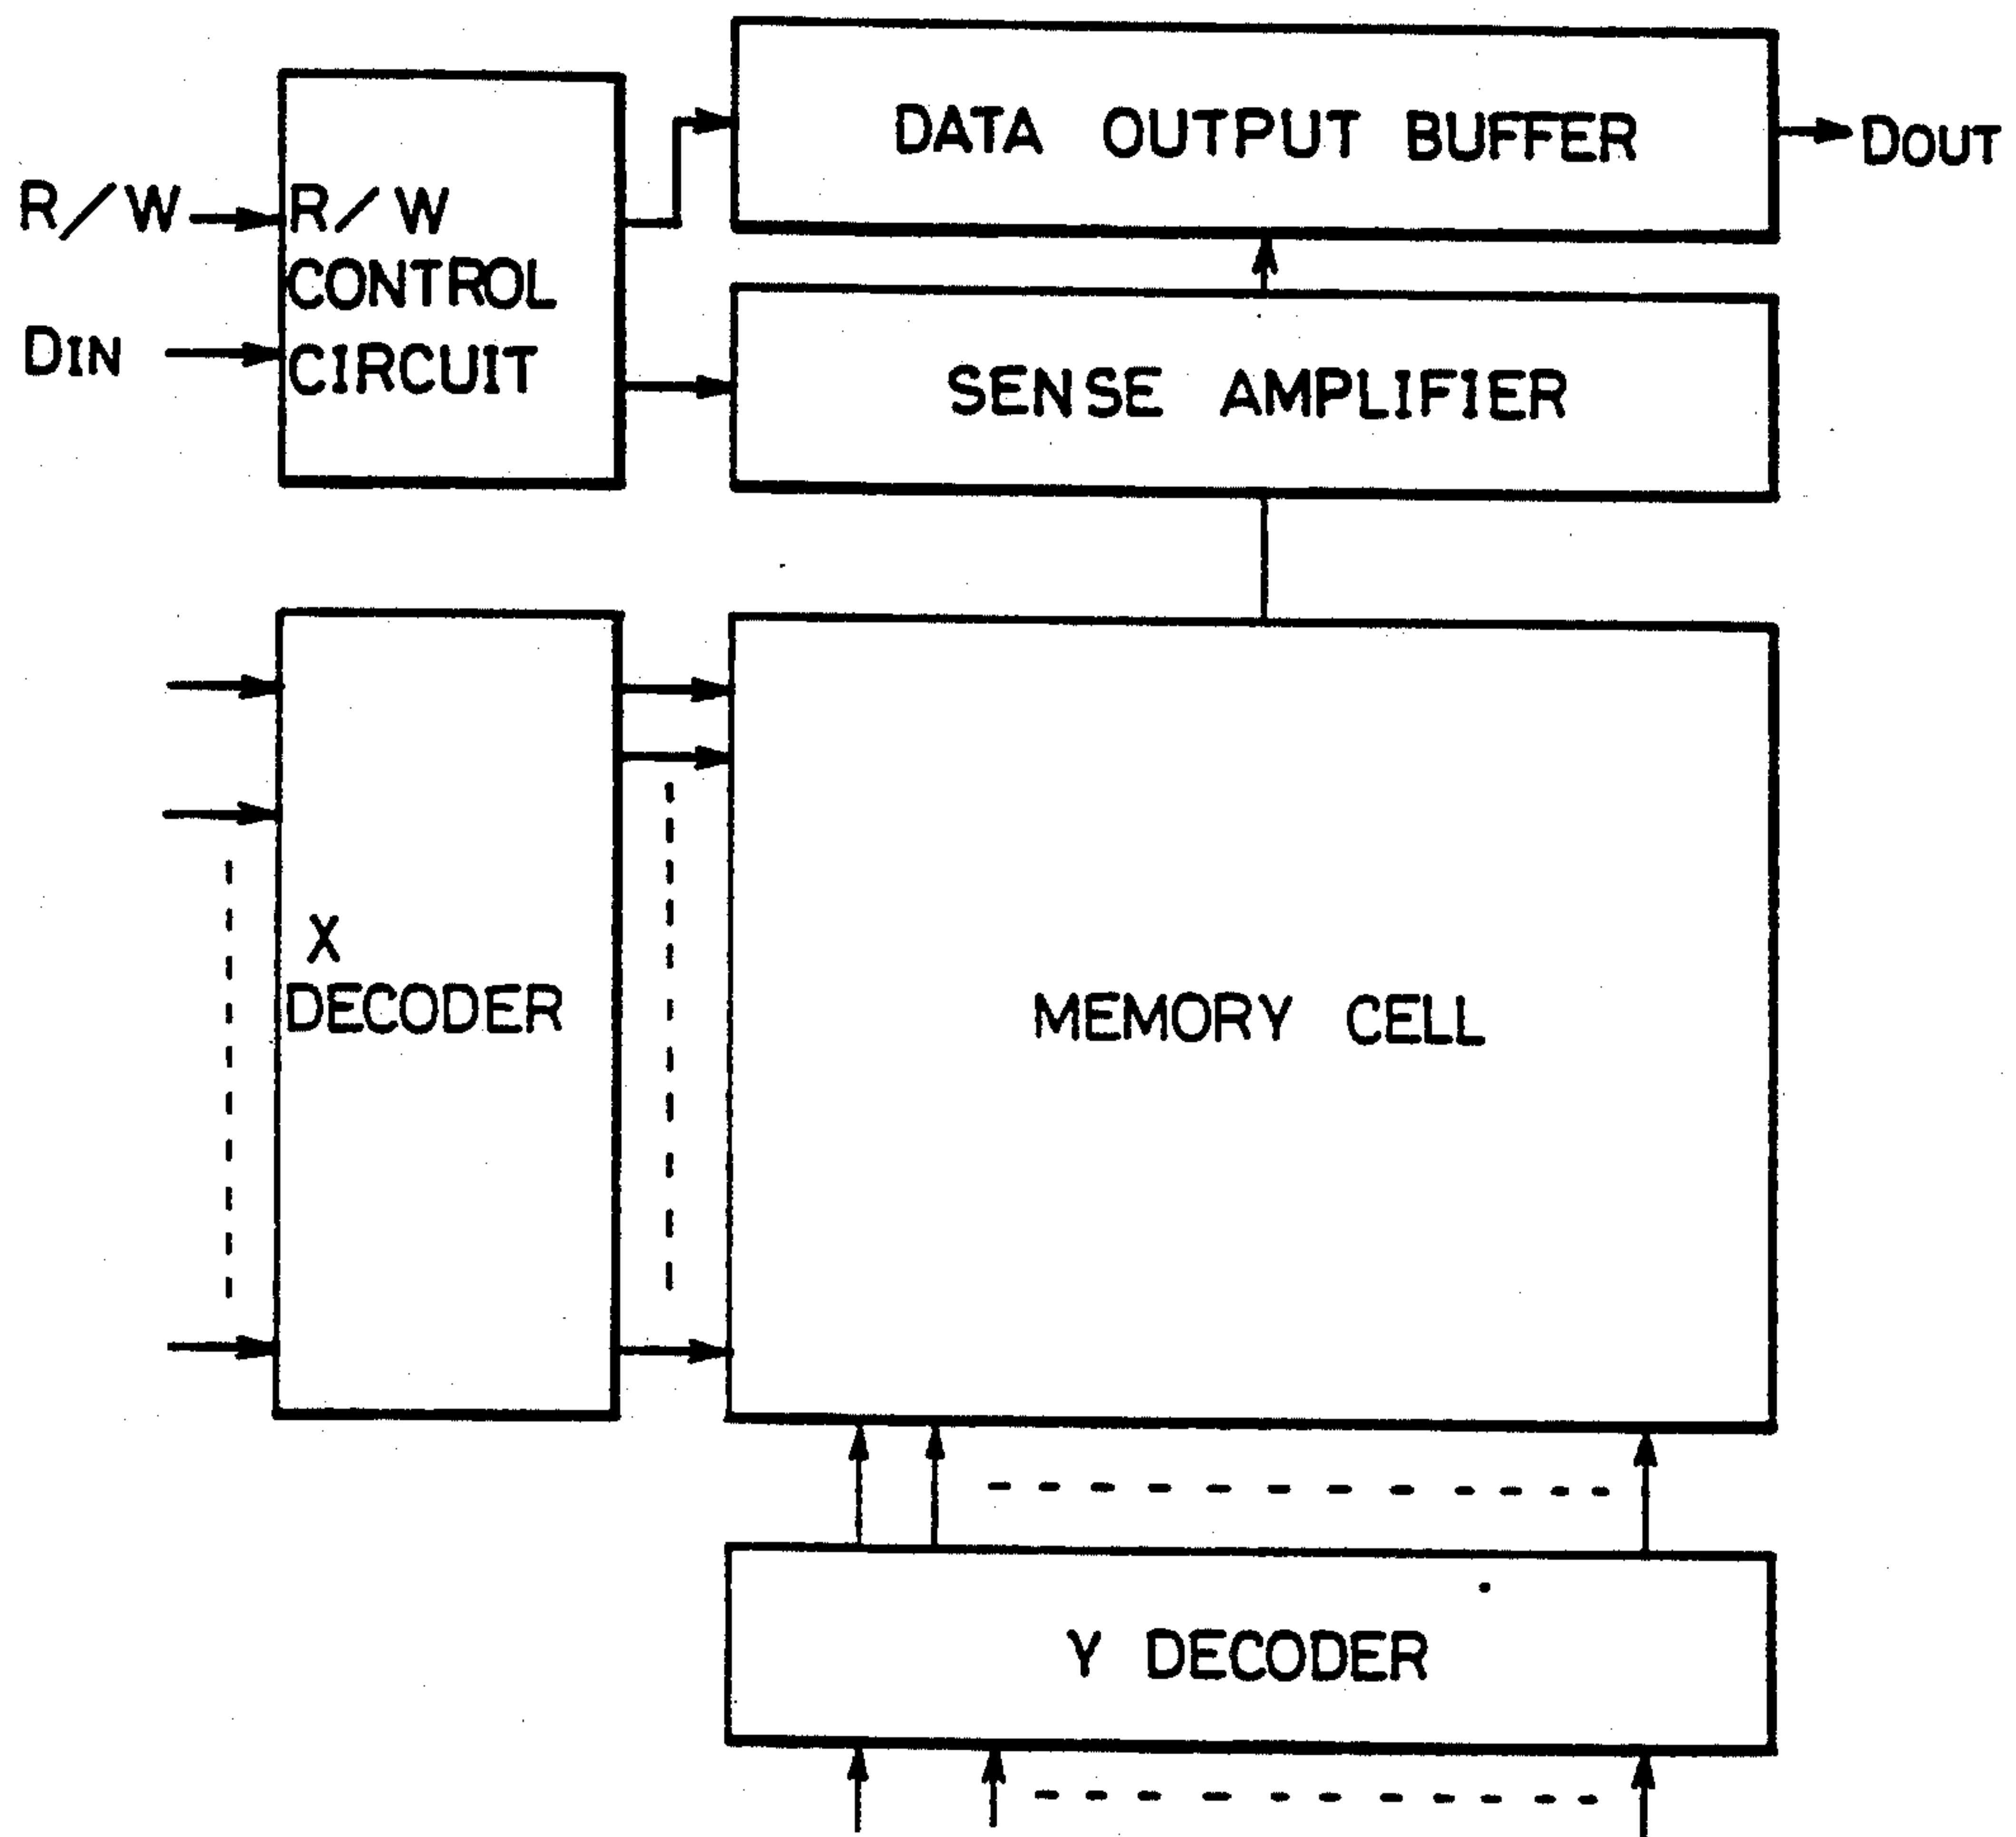 DATA OUTPUT BUFFER
DOUT
R/W
R/W
CONTROL
CIRCUIT
DIN
SENSE AMPLIFIER
X
DECODER
MEMORY CELL
Y DECODER